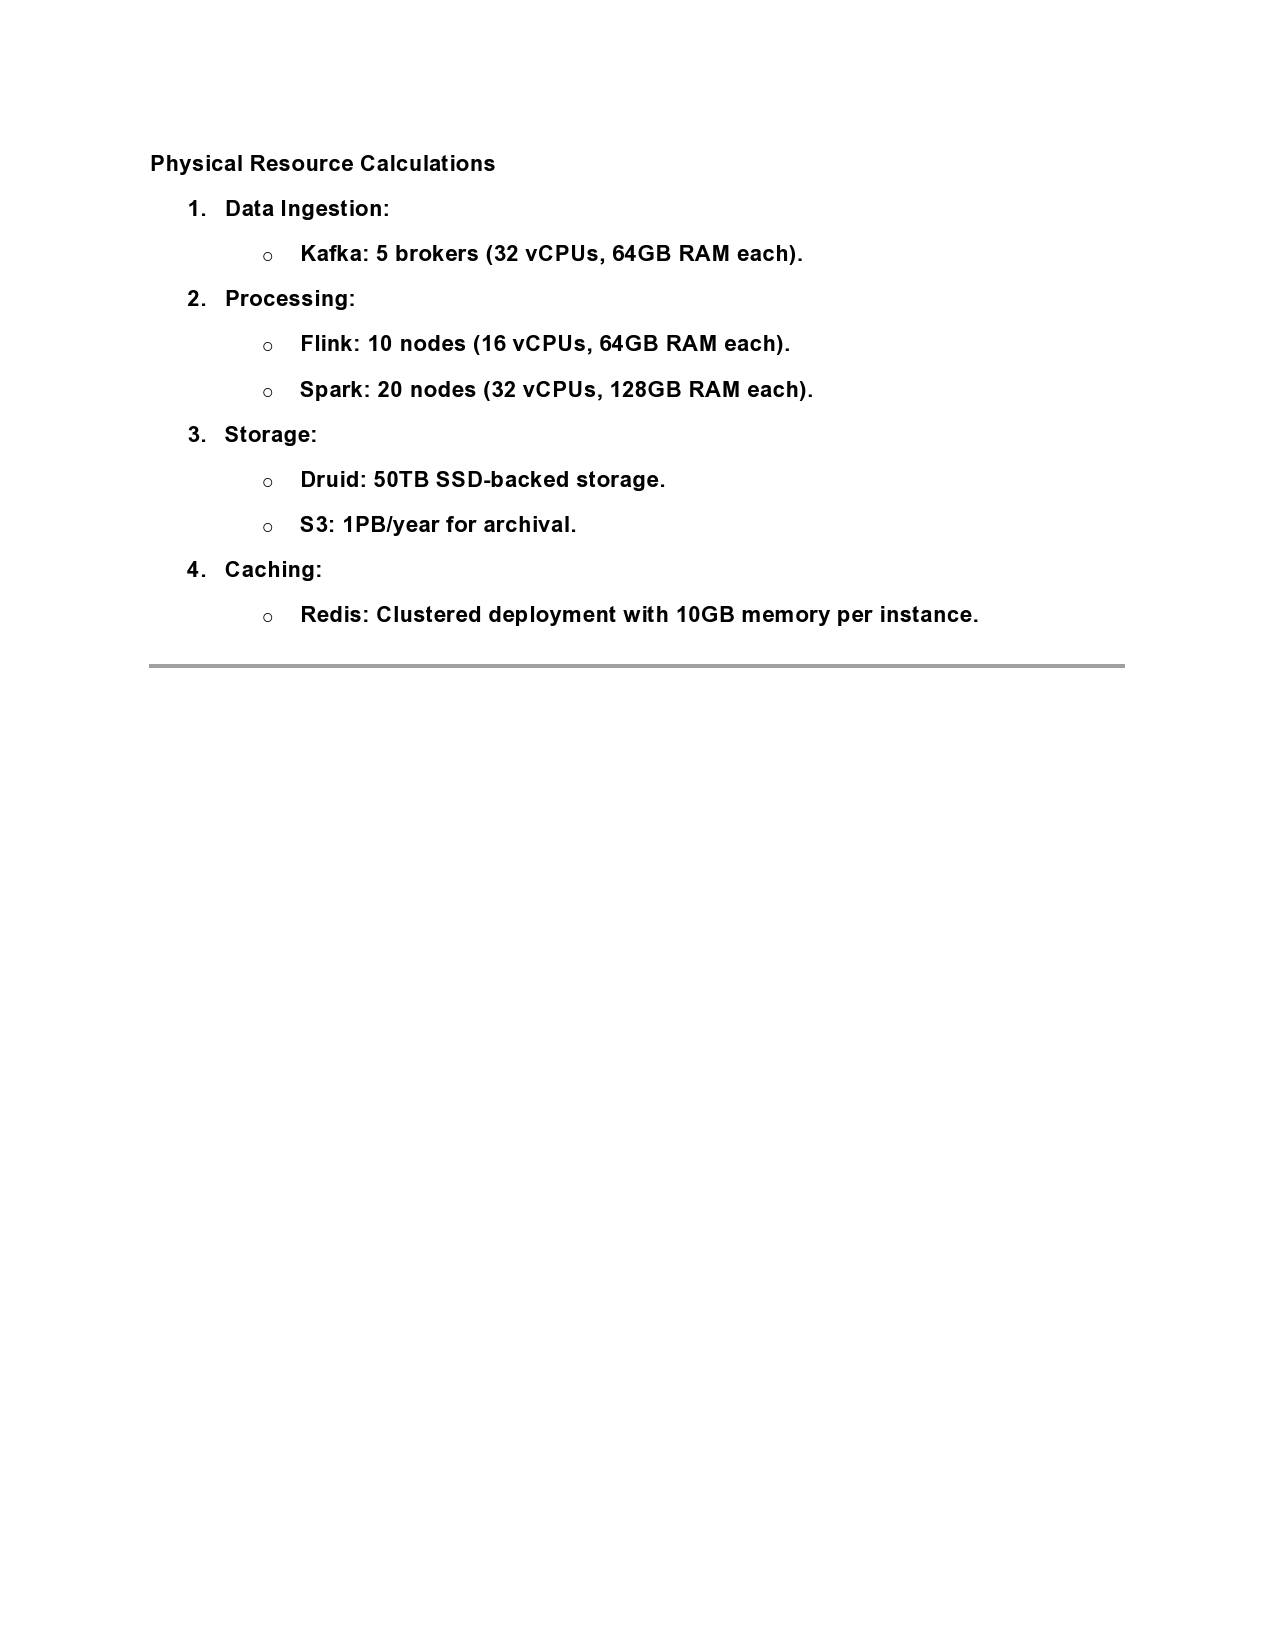 Physical Resource Calculations
1. Data Ingestion:
○ Kafka: 5 brokers (32 vCPUs, 64GB RAM each).
2. Processing:
○ Flink: 10 nodes (16 vCPUs, 64GB RAM each).
○ Spark: 20 nodes (32 vCPUs, 128GB RAM each).
3. Storage:
○ Druid: 50TB SSD-backed storage.
○ S3: 1PB/year for archival.
4. Caching:
○ Redis: Clustered deployment with 10GB memory per instance.